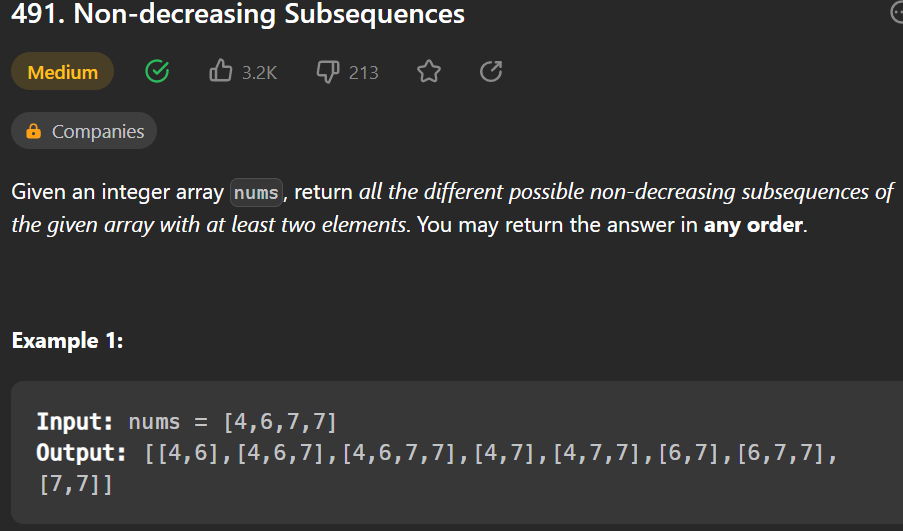 491. Non-decreasing Subsequences
Medium 3.2K 213
Companies
Given an integer array nums, return all the different possible non-decreasing subsequences of
the given array with at least two elements. You may return the answer in any order.
Example 1:
Input: nums = [4,6,7,7]
Output: [[4,6],[4,6,7],[4,6,7,7],[4,7],[4,7,7],[6,7],[6,7,7],
[7,7]]